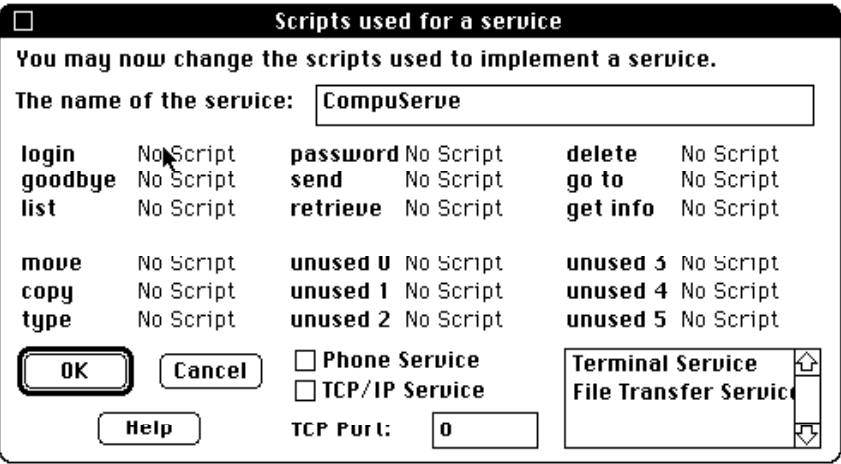 Scripts used for a service
You may now change the scripts used to implement a service.
The name of the service: CompuServe
login No Script password No Script delete No Script
goodbye No Script send No Script go to No Script
list No Script retrieve No Script get info No Script
move No Script unused 0 No Script unused 3 No Script
copy No Script unused 1 No Script unused 4 No Script
type No Script unused 2 No Script unused 5 No Script
OK Cancel Phone Service Terminal Service
TCP/IP Service File Transfer Servic
Help TCP Port: 0